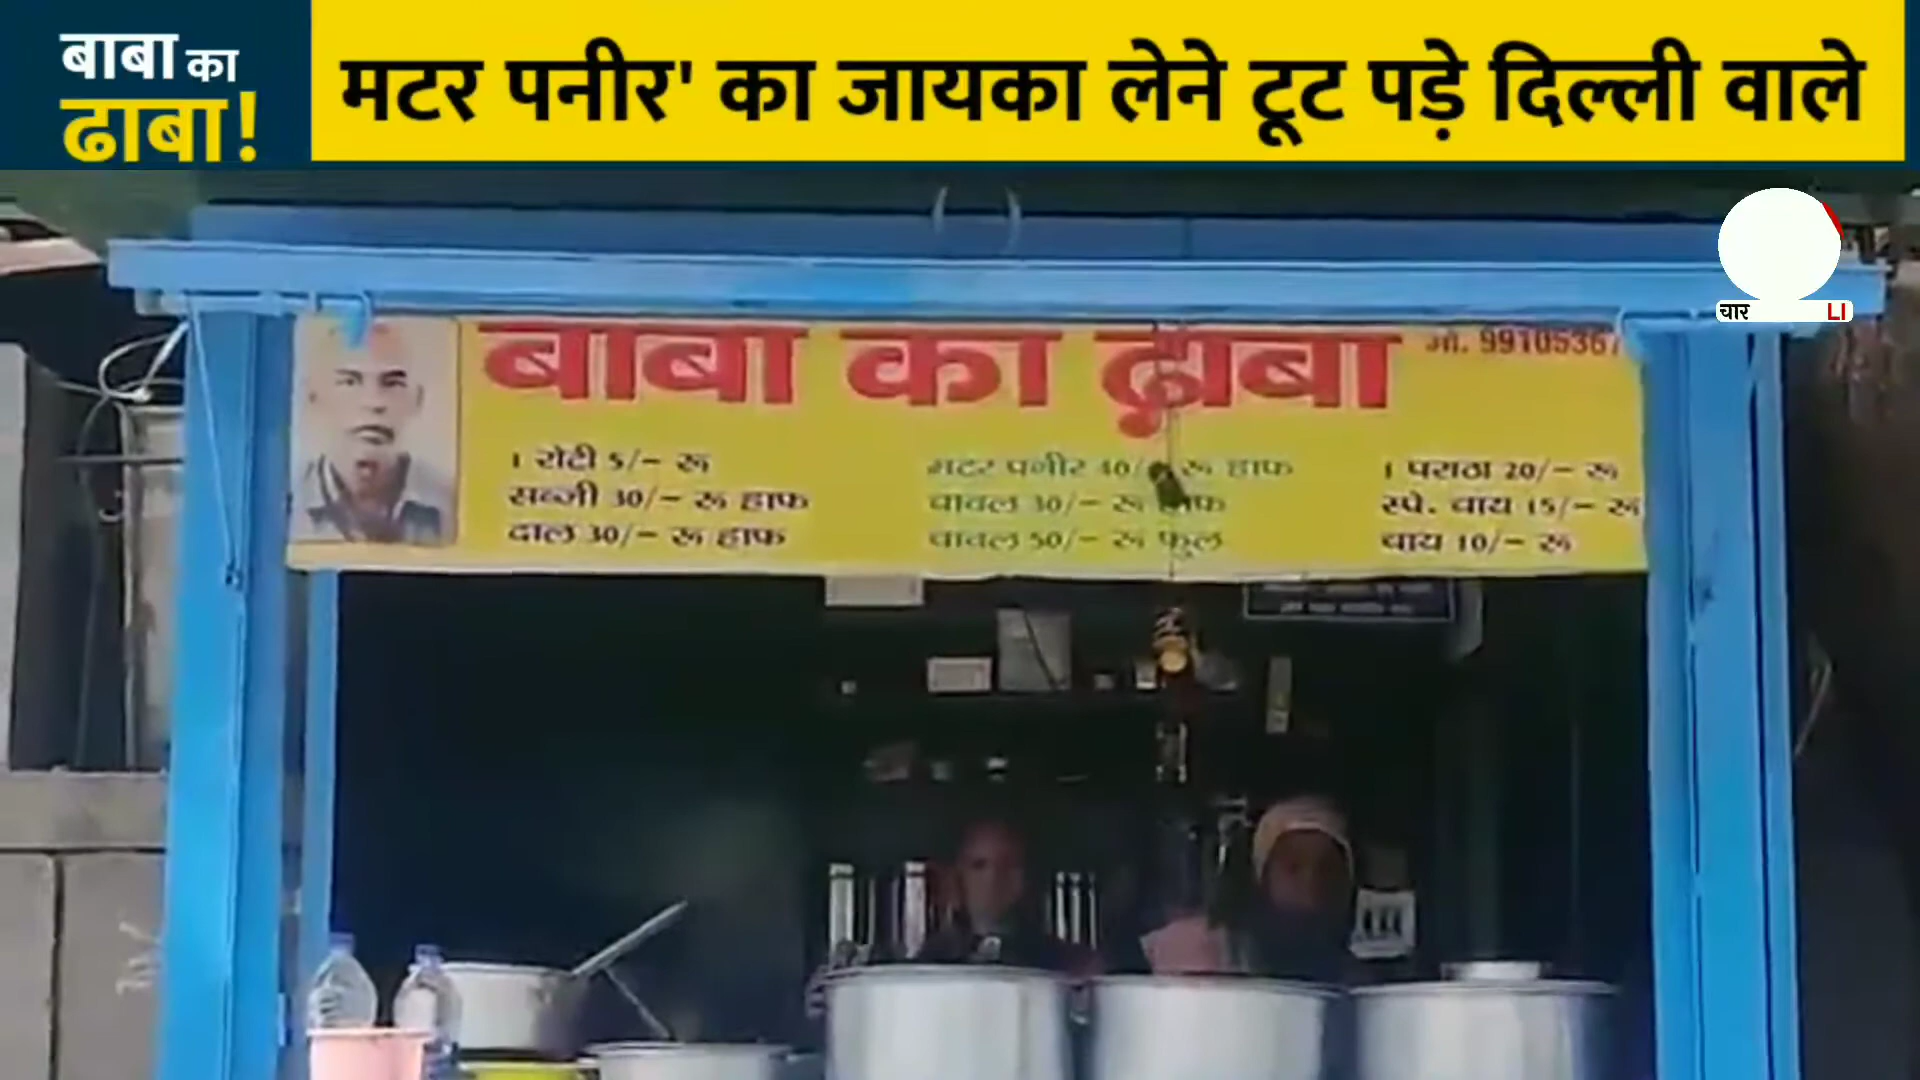 बाबा का
ढाबा!
मटर पनीर' का जायका लेने टूट पड़े दिल्ली वाले
चार LI
बाबा का ढ़ाबा
मो. 99105367
1 रोटी 5/- रू
सब्जी 30/- रू हाफ
दाल 30/- रू हाफ
मटर पनीर 40/- रू हाफ
चावल 30/- रू हाफ
चावल 50/- रू फुल
1 पराठा 20/- रू
स्पे. चाय 15/- रू
चाय 10/- रू